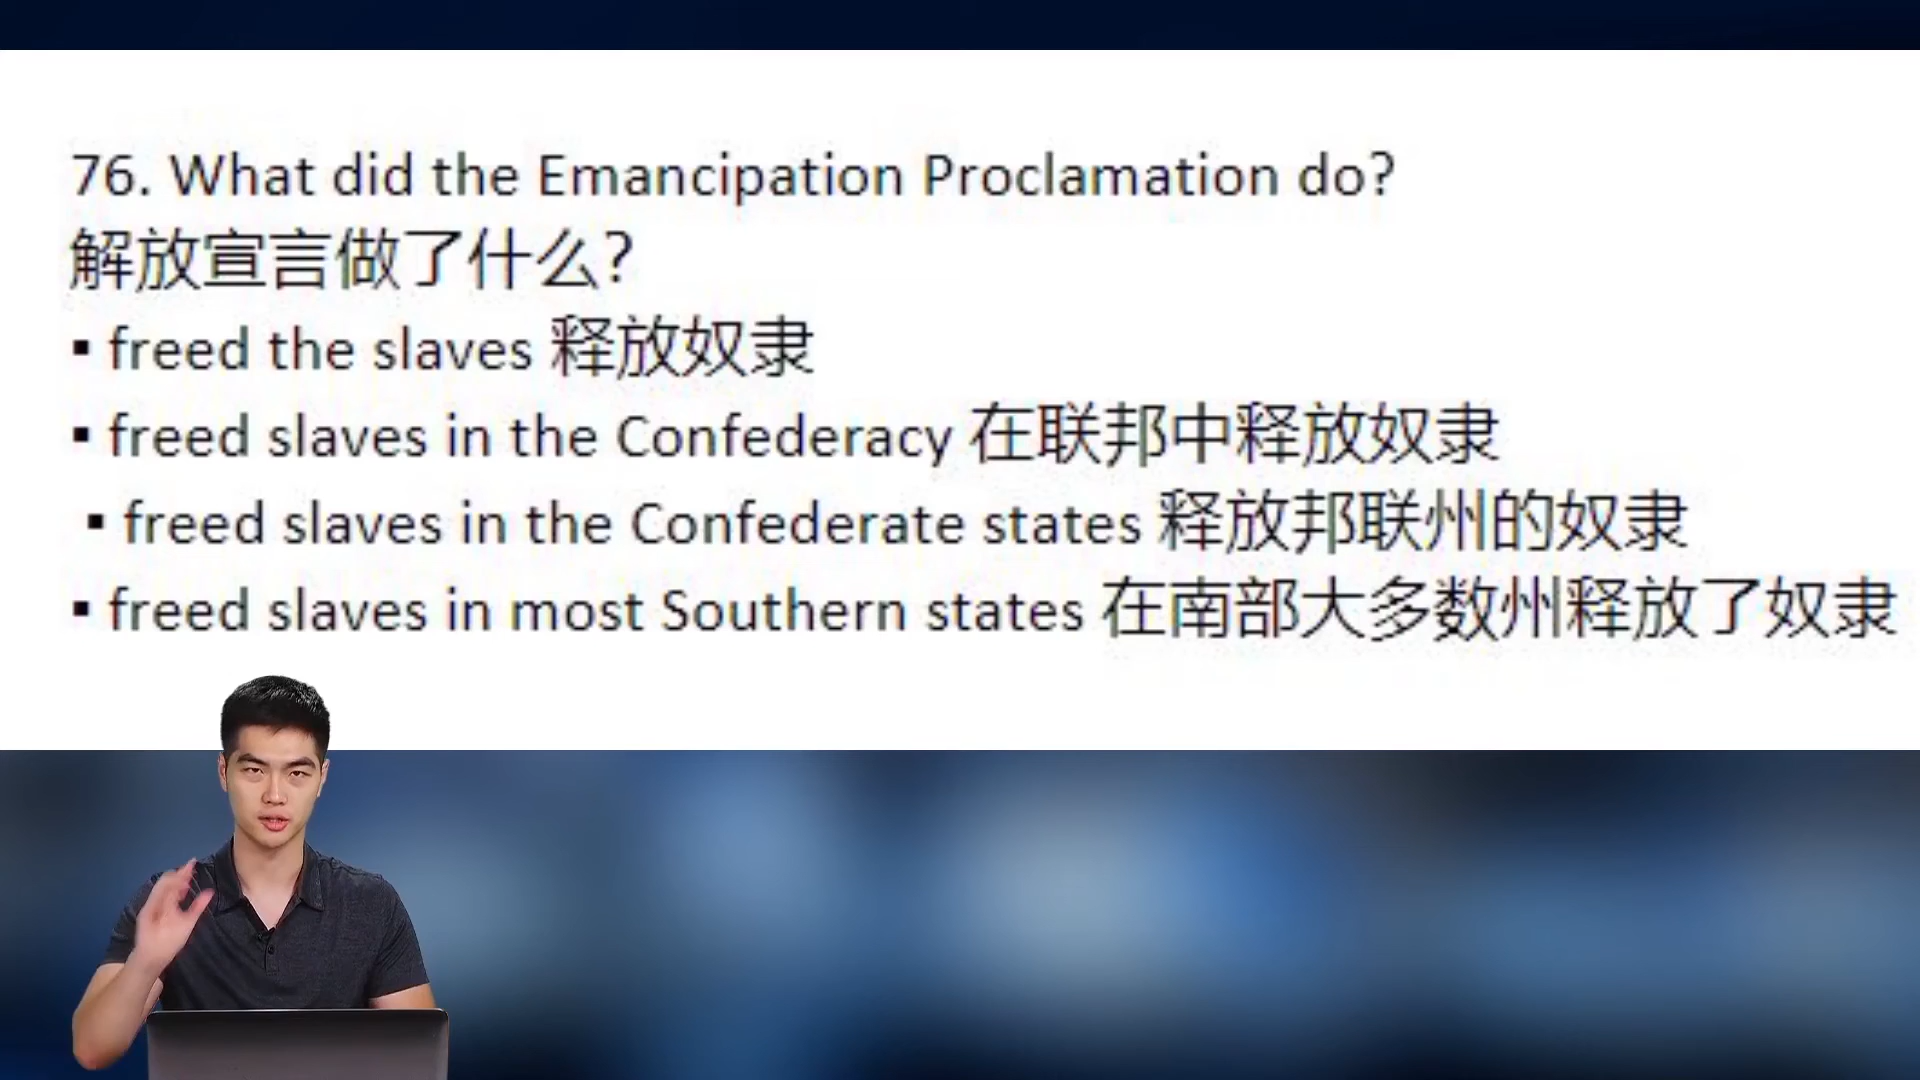 76. What did the Emancipation Proclamation do?
解放宣言做了什么?
▪ freed the slaves 释放奴隶
▪ freed slaves in the Confederacy 在联邦中释放奴隶
▪ freed slaves in the Confederate states 释放邦联州的奴隶
▪ freed slaves in most Southern states 在南部大多数州释放了奴隶